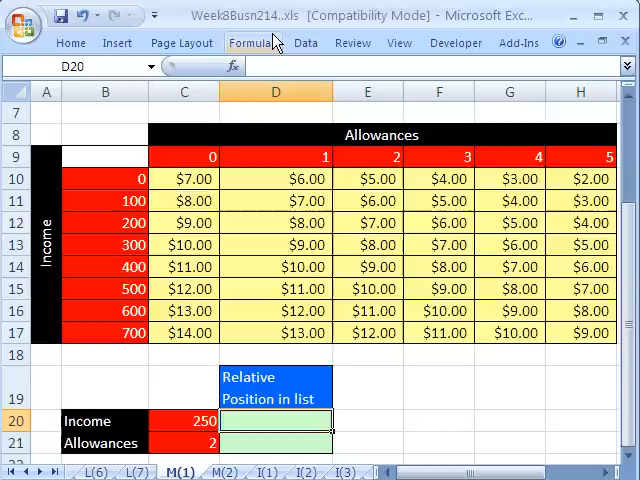 Week8Busn214..xls [Compatibility Mode] - Microsoft Exc...
Home Insert Page Layout Formula Data Review View Developer Add-Ins
D20 fx
A B C D E F G H
7
8 Allowances
9 0 1 2 3 4 5
Income
10 0 $7.00 $6.00 $5.00 $4.00 $3.00 $2.00
11 100 $8.00 $7.00 $6.00 $5.00 $4.00 $3.00
12 200 $9.00 $8.00 $7.00 $6.00 $5.00 $4.00
13 300 $10.00 $9.00 $8.00 $7.00 $6.00 $5.00
14 400 $11.00 $10.00 $9.00 $8.00 $7.00 $6.00
15 500 $12.00 $11.00 $10.00 $9.00 $8.00 $7.00
16 600 $13.00 $12.00 $11.00 $10.00 $9.00 $8.00
17 700 $14.00 $13.00 $12.00 $11.00 $10.00 $9.00
18
Relative
19 Position in list
20 Income 250
21 Allowances 2
L(6) L(7) M(1) M(2) I(1) I(2) I(3)